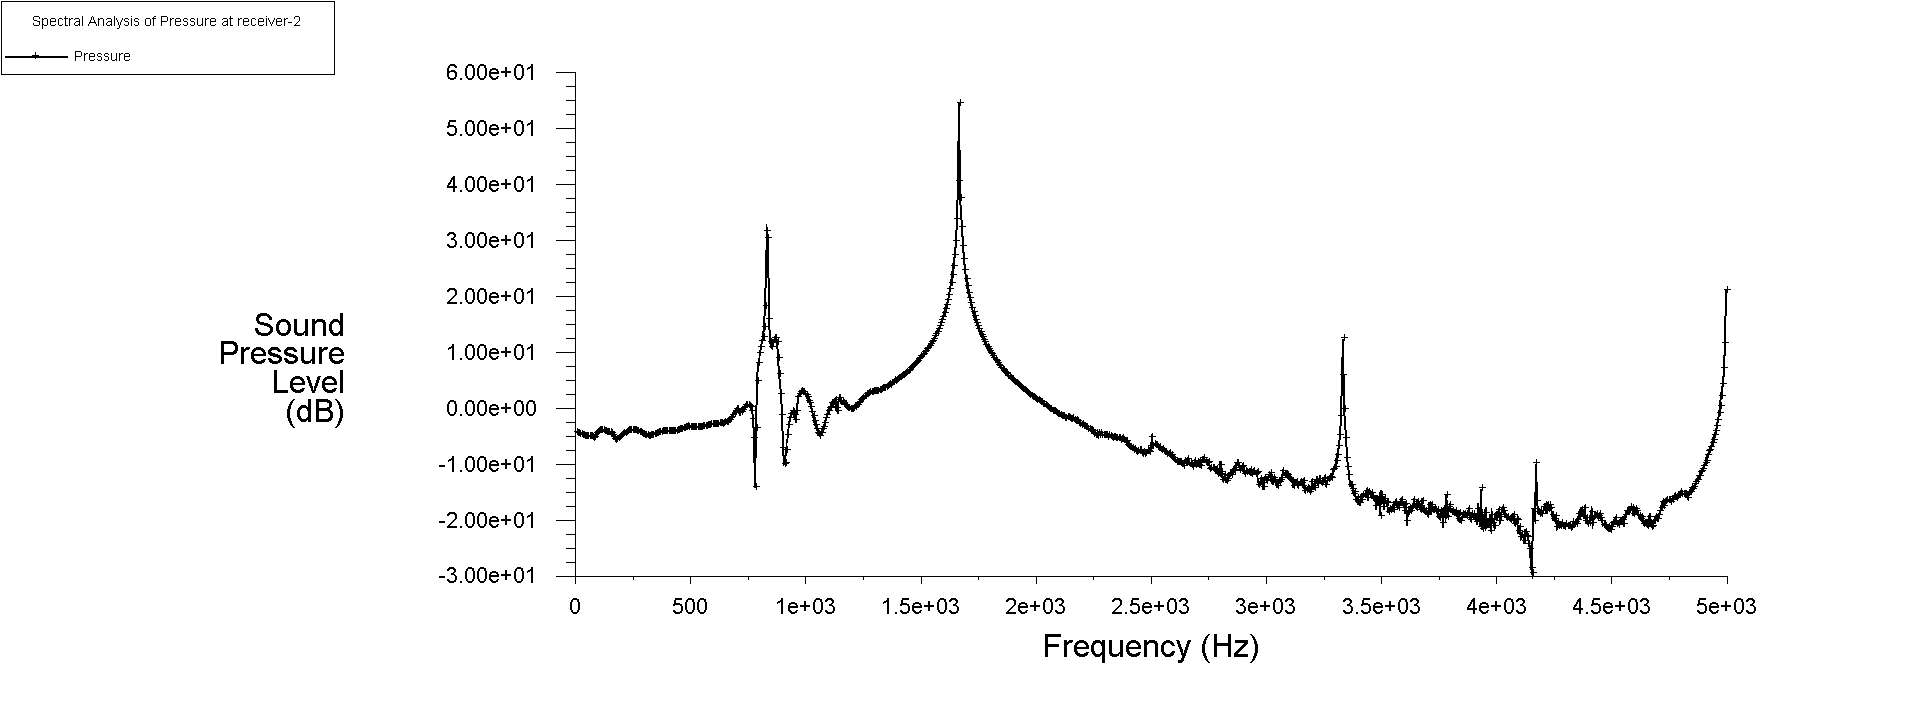 Spectral Analysis of Pressure at receiver-2
Pressure
6.00e+01
5.00e+01
4.00e+01
3.00e+01
2.00e+01
1.00e+01
0.00e+00
-1.00e+01
-2.00e+01
-3.00e+01
Sound
Pressure
Level
(dB)
0 500 1e+03 1.5e+03 2e+03 2.5e+03 3e+03 3.5e+03 4e+03 4.5e+03 5e+03
Frequency (Hz)